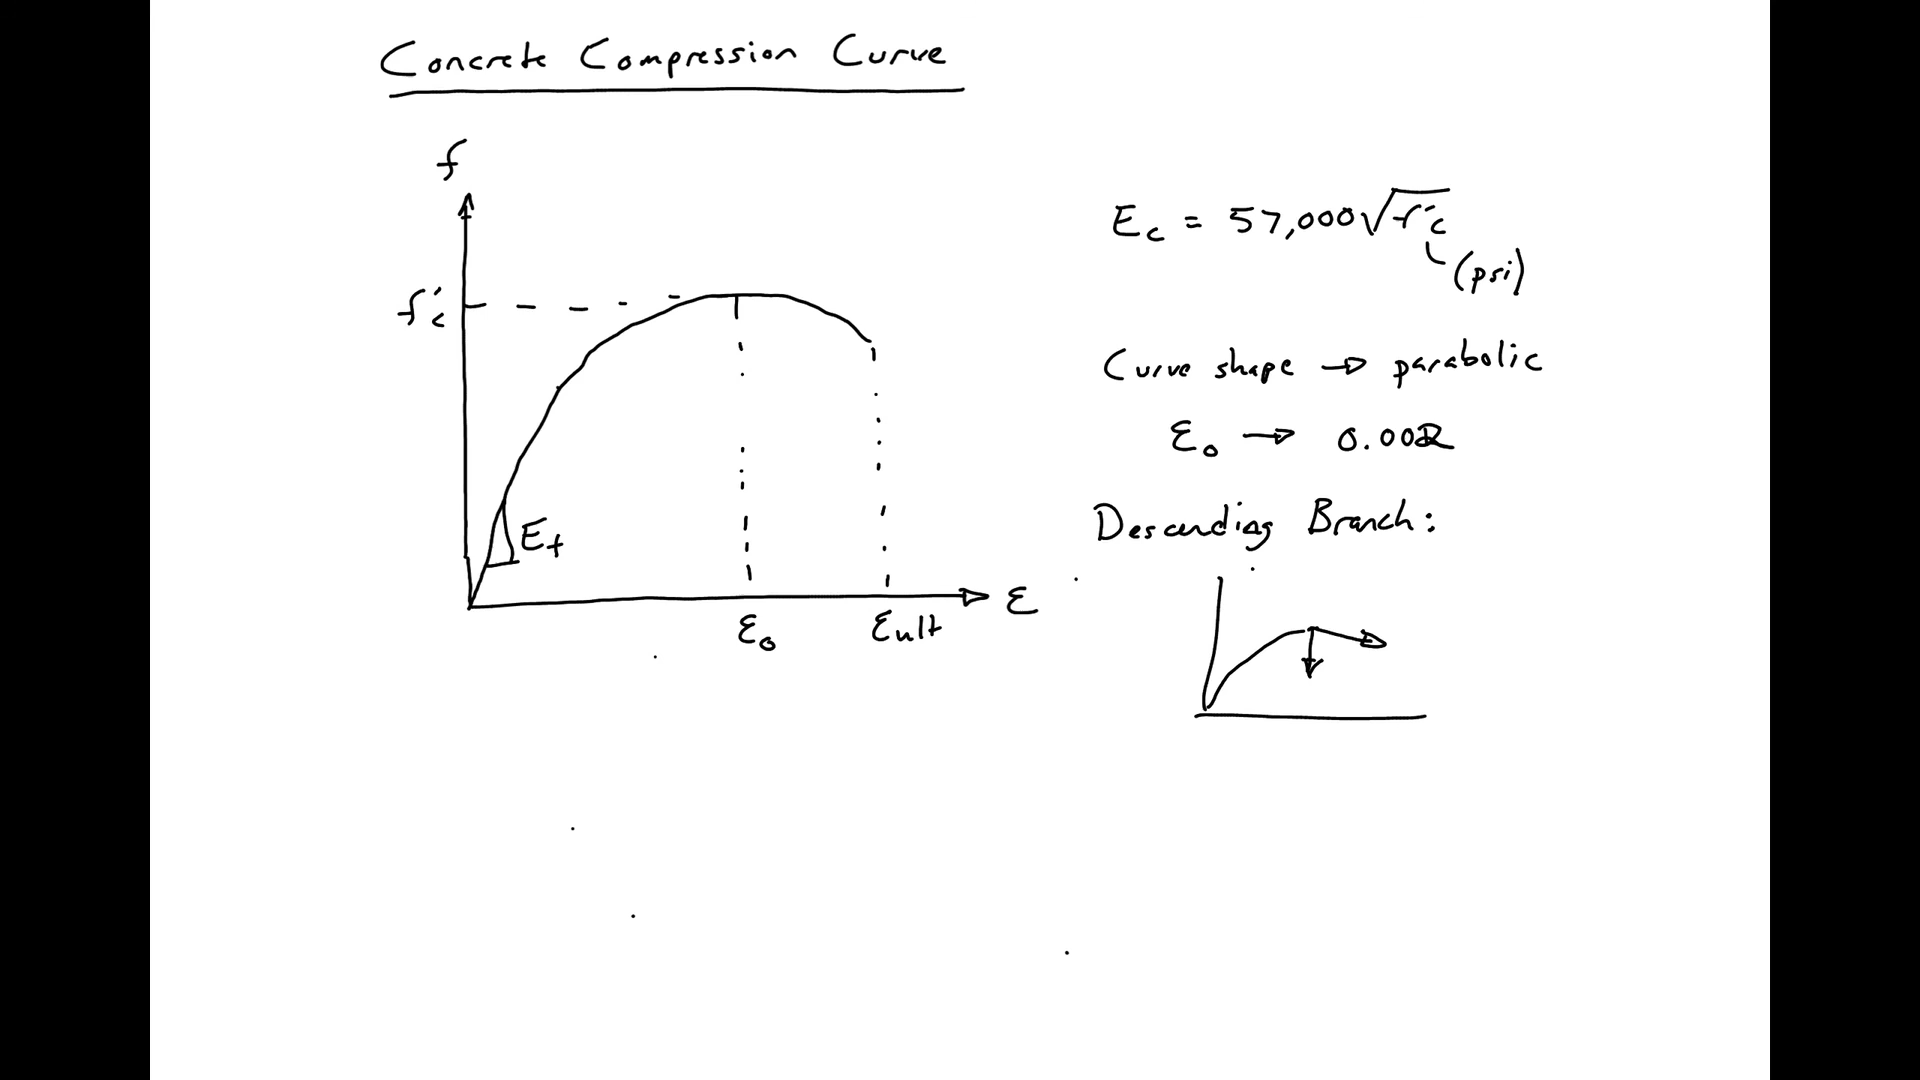 Concrete Compression Curve
f
f'c
Et
ε
ε₀
εult
Ec = 57,000√f'c
(psi)
Curve shape → parabolic
ε₀ → 0.002
Descending Branch: